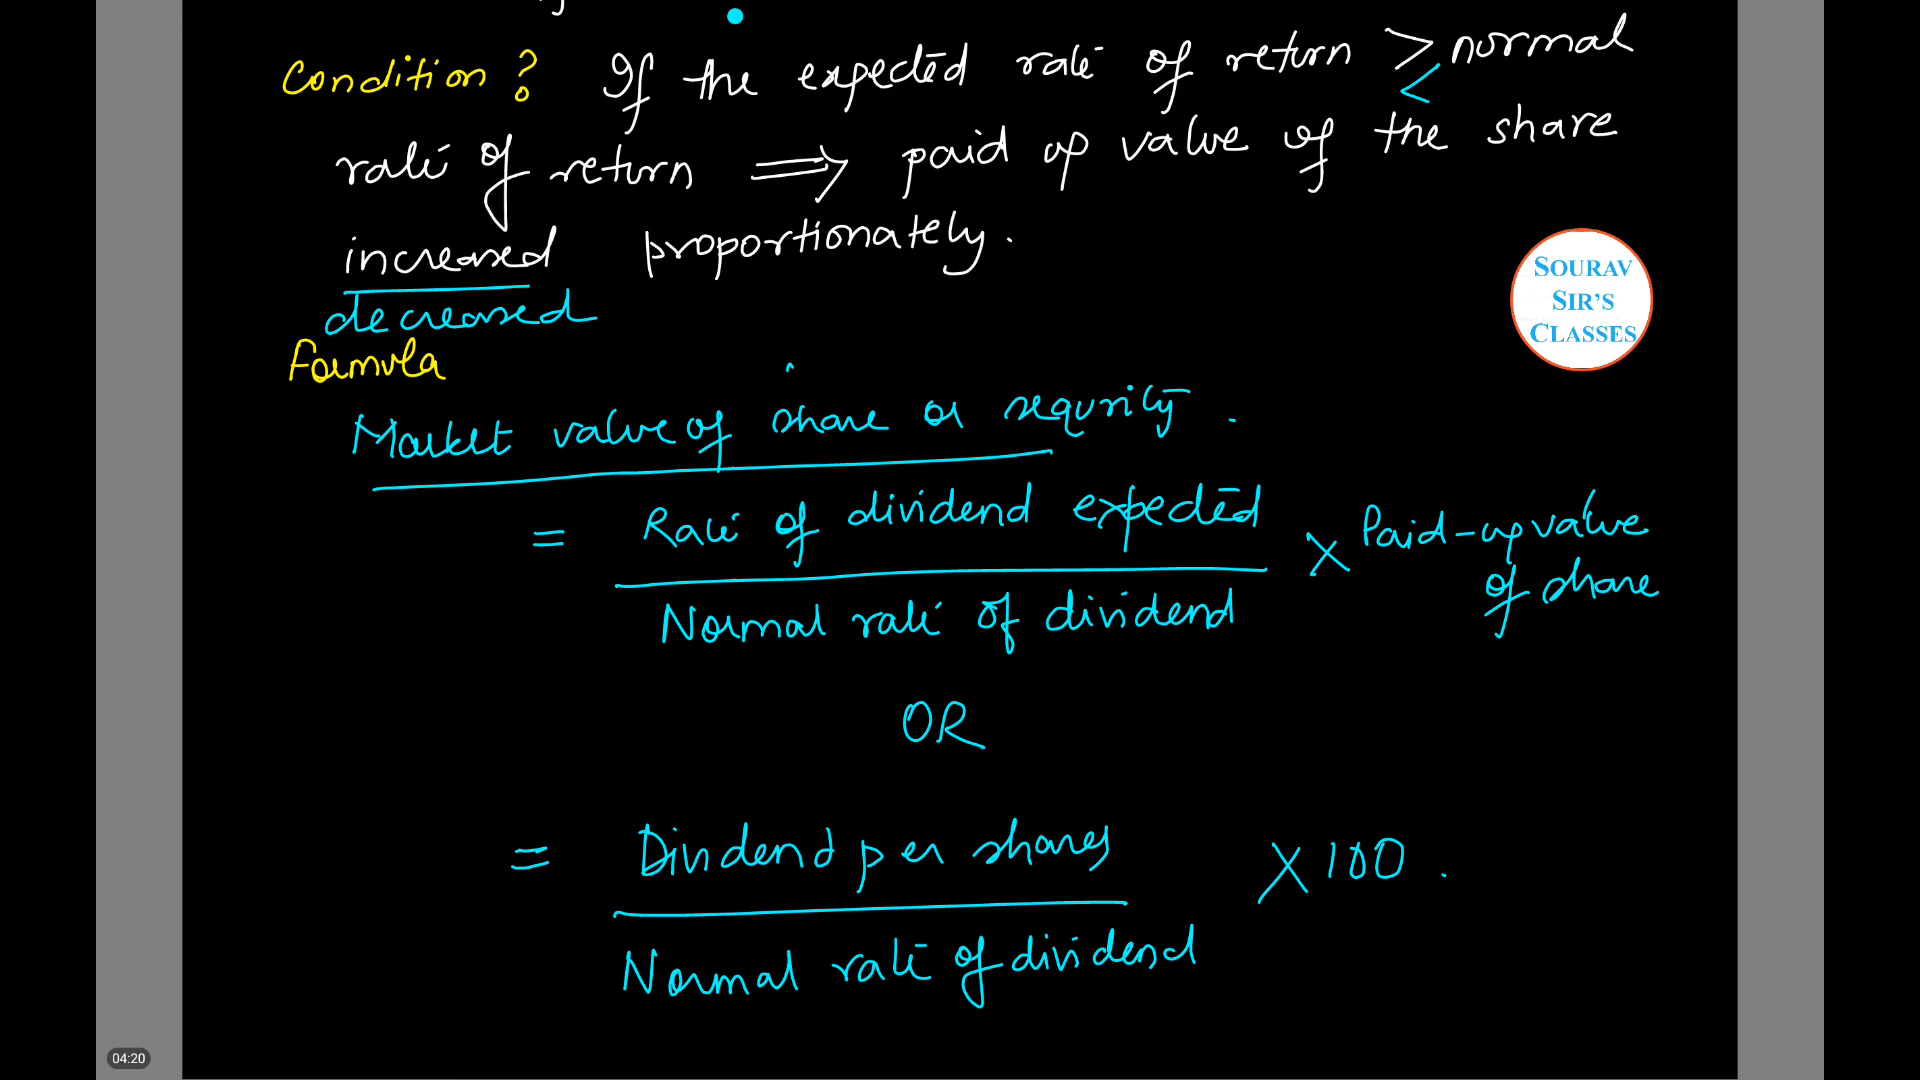 Condition? If the expected rate of return > normal
<
rate of return ⟹ paid up value of the share
increased proportionately.
decreased
Formula
Market value of share or sequrity.
= Rate of dividend expected × Paid-up value
of share
Normal rate of dividend
OR
= Dividend per shares × 100.
Normal rate of dividend
SOURAV
SIR'S
CLASSES
04:20